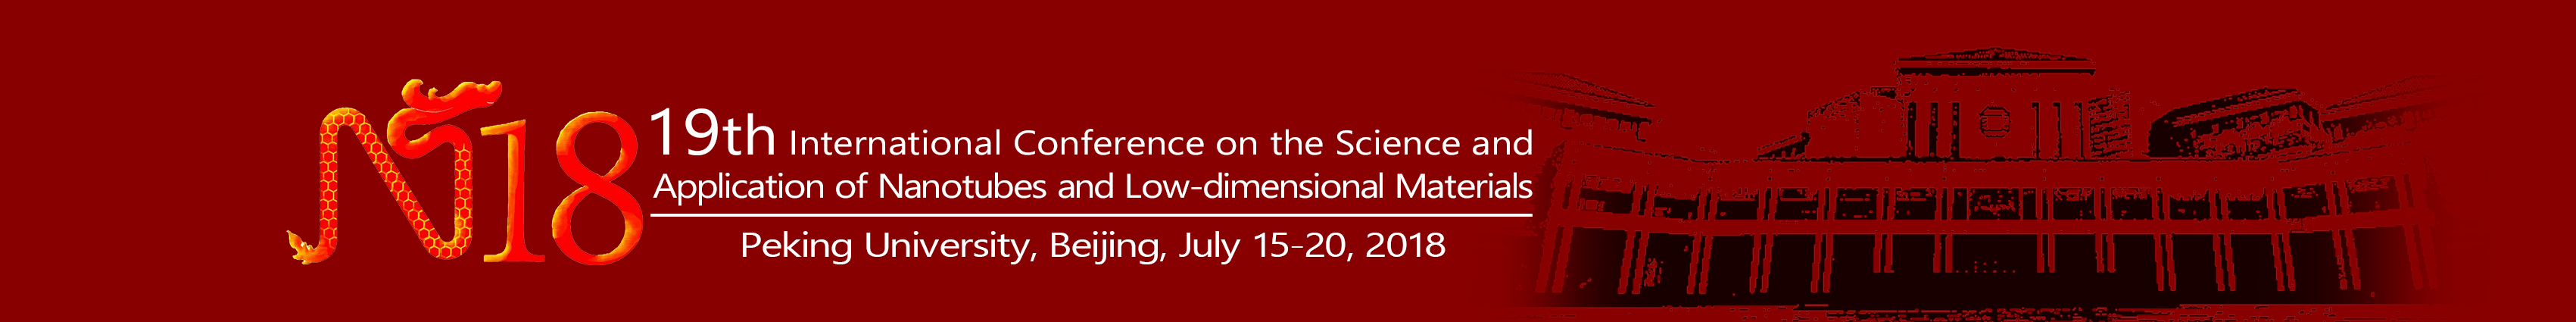 N18
19th International Conference on the Science and
Application of Nanotubes and Low-dimensional Materials
Peking University, Beijing, July 15-20, 2018